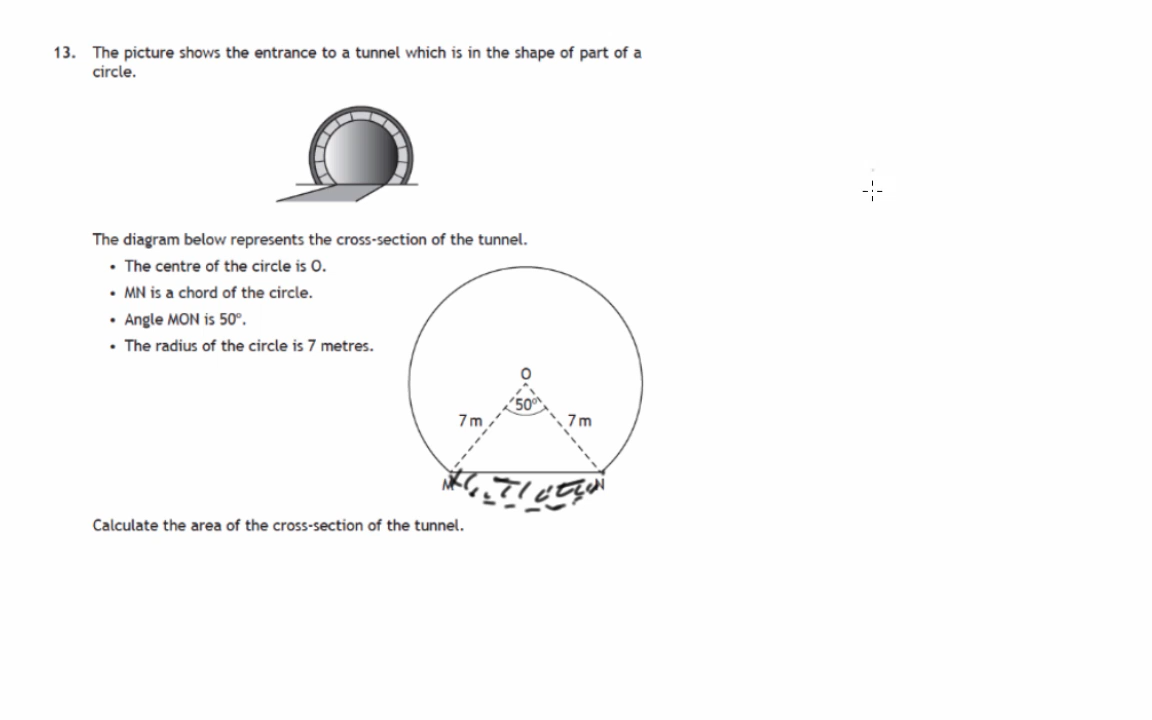 13. The picture shows the entrance to a tunnel which is in the shape of part of a
circle.
The diagram below represents the cross-section of the tunnel.
• The centre of the circle is O.
• MN is a chord of the circle.
• Angle MON is 50°.
• The radius of the circle is 7 metres.
O
50°
7 m
7 m
M
N
Calculate the area of the cross-section of the tunnel.